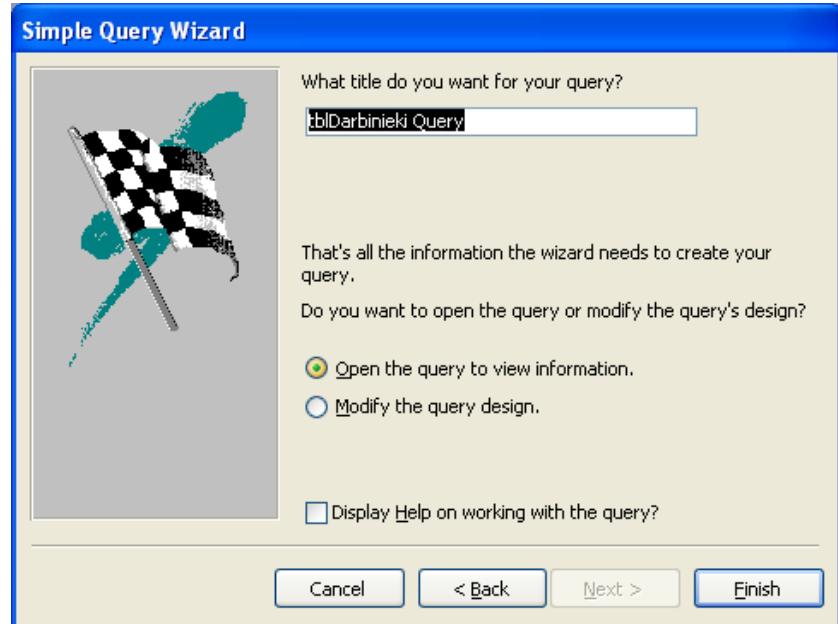 Simple Query Wizard
What title do you want for your query?
tblDarbinieki Query
That's all the information the wizard needs to create your
query.
Do you want to open the query or modify the query's design?
Open the query to view information.
Modify the query design.
Display Help on working with the query?
Cancel
< Back
Next >
Finish